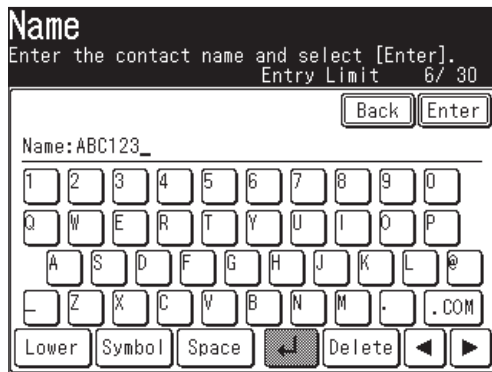 Name
Enter the contact name and select [Enter].
Entry Limit 6/ 30
Back Enter
Name:ABC123_
1 2 3 4 5 6 7 8 9 0
Q W E R T Y U I O P
A S D F G H J K L @
_ Z X C V B N M . .COM
Lower Symbol Space ↵ Delete ◀ ▶